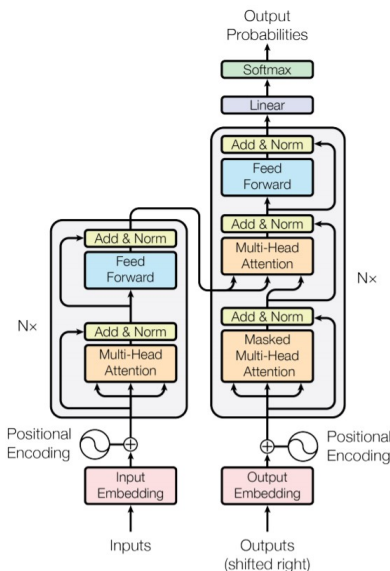 Output
Probabilities
Softmax
Linear
Add & Norm
Feed
Forward
Add & Norm
Multi-Head
Attention
Nx
Add & Norm
Masked
Multi-Head
Attention
Add & Norm
Feed
Forward
Nx
Add & Norm
Multi-Head
Attention
Positional
Encoding
Positional
Encoding
Input
Embedding
Output
Embedding
Inputs
Outputs
(shifted right)